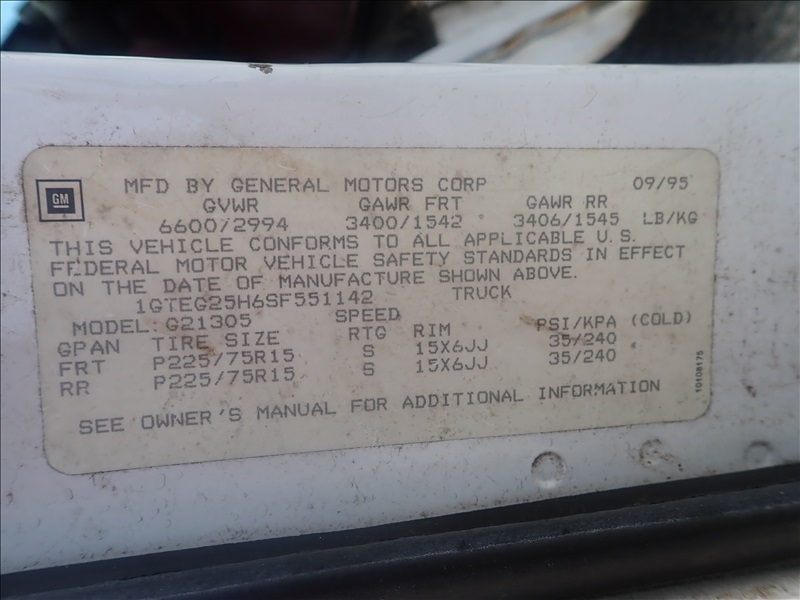 GM
MFD BY GENERAL MOTORS CORP 09/95
GVWR GAWR FRT GAWR RR
6600/2994 3400/1542 3406/1545 LB/KG
THIS VEHICLE CONFORMS TO ALL APPLICABLE U.S.
FEDERAL MOTOR VEHICLE SAFETY STANDARDS IN EFFECT
ON THE DATE OF MANUFACTURE SHOWN ABOVE.
1GTEG25H6SF551142 TRUCK
MODEL:G21305 SPEED
GPAN TIRE SIZE RTG RIM PSI/KPA (COLD)
FRT P225/75R15 S 15X6JJ 35/240
RR P225/75R15 S 15X6JJ 35/240
SEE OWNER'S MANUAL FOR ADDITIONAL INFORMATION